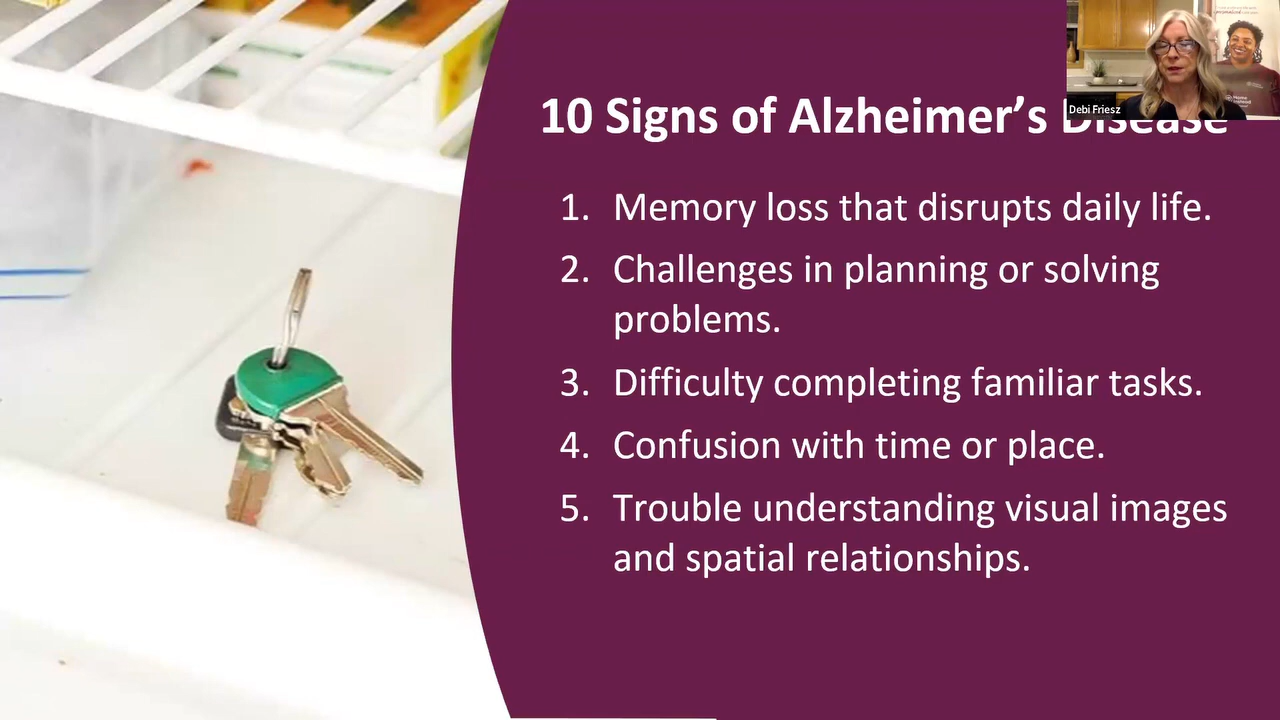 10 Signs of Alzheimer's Disease
Debi Friesz
1. Memory loss that disrupts daily life.
2. Challenges in planning or solving
problems.
3. Difficulty completing familiar tasks.
4. Confusion with time or place.
5. Trouble understanding visual images
and spatial relationships.